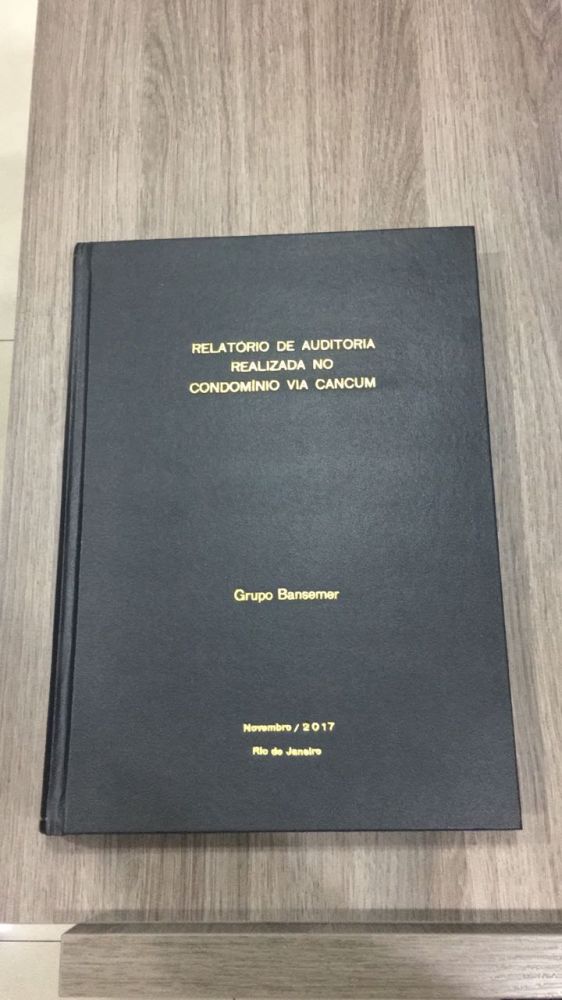 RELATÓRIO DE AUDITORIA
REALIZADA NO
CONDOMÍNIO VIA CANCUM
Grupo Bansemer
Novembro / 2017
Rio de Janeiro